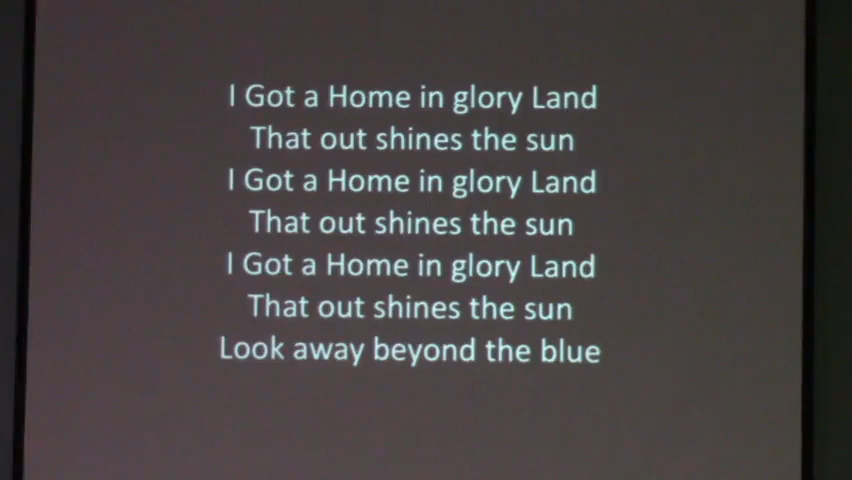 I Got a Home in glory Land
That out shines the sun
I Got a Home in glory Land
That out shines the sun
I Got a Home in glory Land
That out shines the sun
Look away beyond the blue